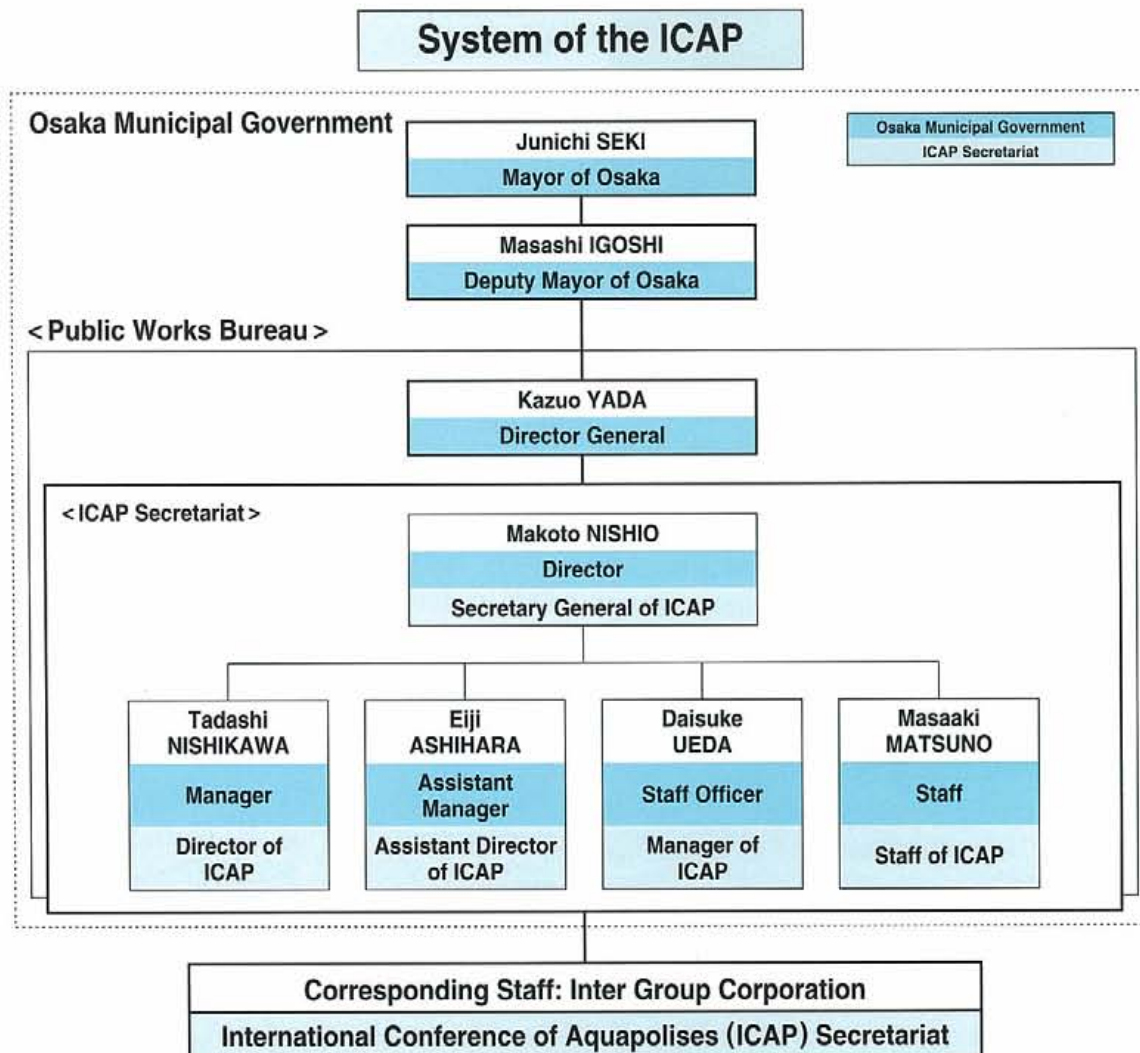 System of the ICAP
Osaka Municipal Government
Osaka Municipal Government
ICAP Secretariat
Junichi SEKI
Mayor of Osaka
Masashi IGOSHI
Deputy Mayor of Osaka
< Public Works Bureau >
Kazuo YADA
Director General
< ICAP Secretariat >
Makoto NISHIO
Director
Secretary General of ICAP
Tadashi
NISHIKAWA
Manager
Director of
ICAP
Eiji
ASHIHARA
Assistant
Manager
Assistant Director
of ICAP
Daisuke
UEDA
Staff Officer
Manager of
ICAP
Masaaki
MATSUNO
Staff
Staff of ICAP
Corresponding Staff: Inter Group Corporation
International Conference of Aquapolises (ICAP) Secretariat